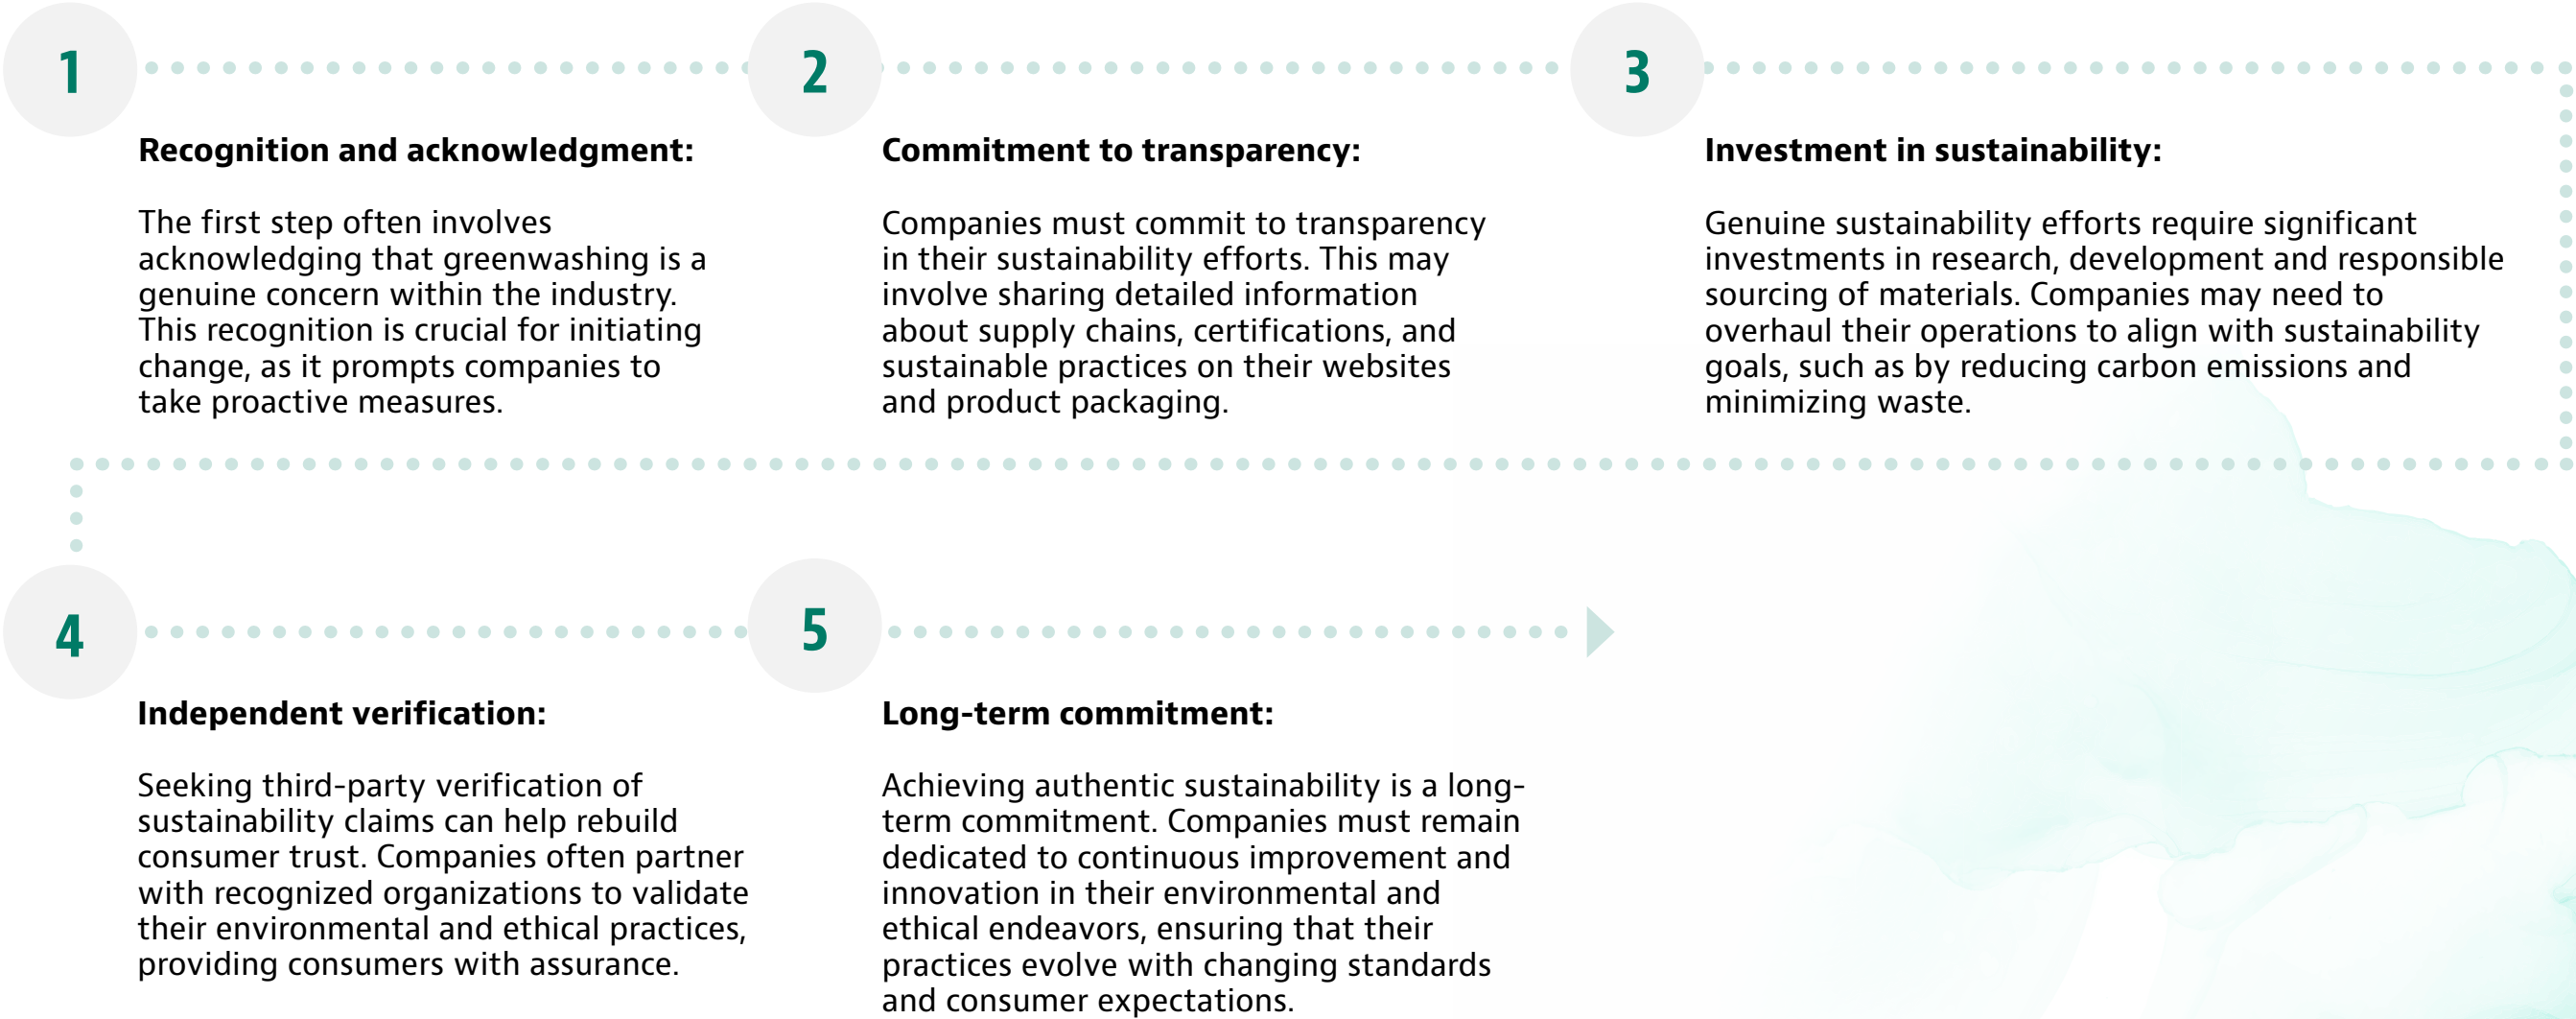 1
Recognition and acknowledgment:
The first step often involves
acknowledging that greenwashing is a
genuine concern within the industry.
This recognition is crucial for initiating
change, as it prompts companies to
take proactive measures.
2
Commitment to transparency:
Companies must commit to transparency
in their sustainability efforts. This may
involve sharing detailed information
about supply chains, certifications, and
sustainable practices on their websites
and product packaging.
3
Investment in sustainability:
Genuine sustainability efforts require significant
investments in research, development and responsible
sourcing of materials. Companies may need to
overhaul their operations to align with sustainability
goals, such as by reducing carbon emissions and
minimizing waste.
4
Independent verification:
Seeking third-party verification of
sustainability claims can help rebuild
consumer trust. Companies often partner
with recognized organizations to validate
their environmental and ethical practices,
providing consumers with assurance.
5
Long-term commitment:
Achieving authentic sustainability is a long-
term commitment. Companies must remain
dedicated to continuous improvement and
innovation in their environmental and
ethical endeavors, ensuring that their
practices evolve with changing standards
and consumer expectations.